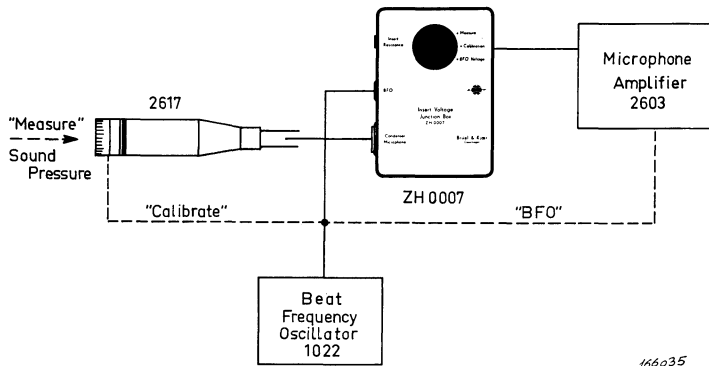 2617
"Measure"
Sound
Pressure
Insert
Resistance
• Measure
• Calibration
• BFO Voltage
BFO
Insert Voltage
Junction Box
ZH 0007
Condenser
Microphone
Brüel & Kjær
ZH 0007
Microphone
Amplifier
2603
"Calibrate"
"BFO"
Beat
Frequency
Oscillator
1022
166035